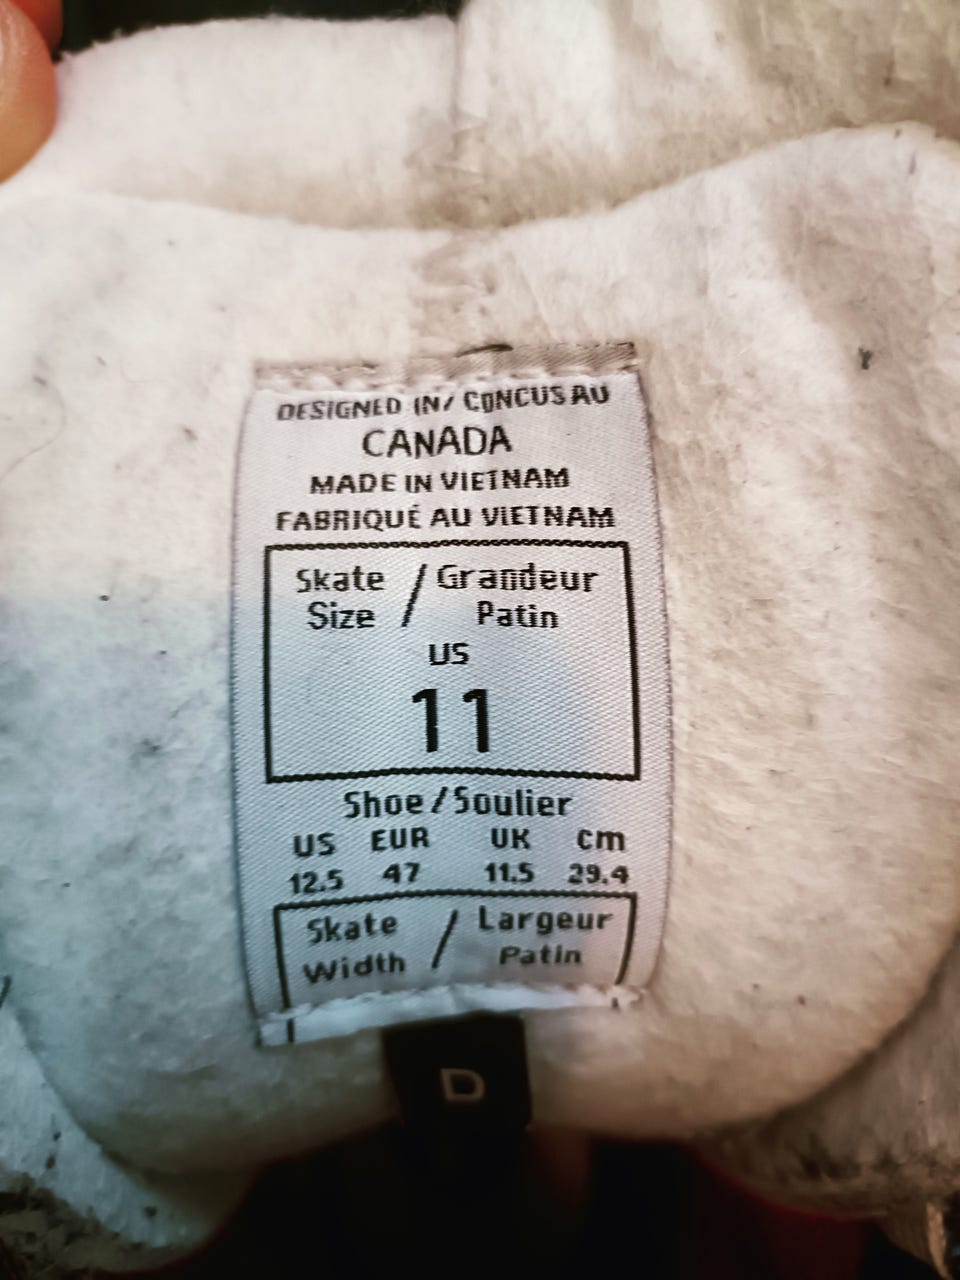 DESIGNED IN/ CONCUS AU
CANADA
MADE IN VIETNAM
FABRIQUÉ AU VIETNAM
Skate / Grandeur
Size / Patin
US
11
Shoe / Soulier
US EUR UK cm
12.5 47 11.5 29.4
Skate / Largeur
Width / Patin
D